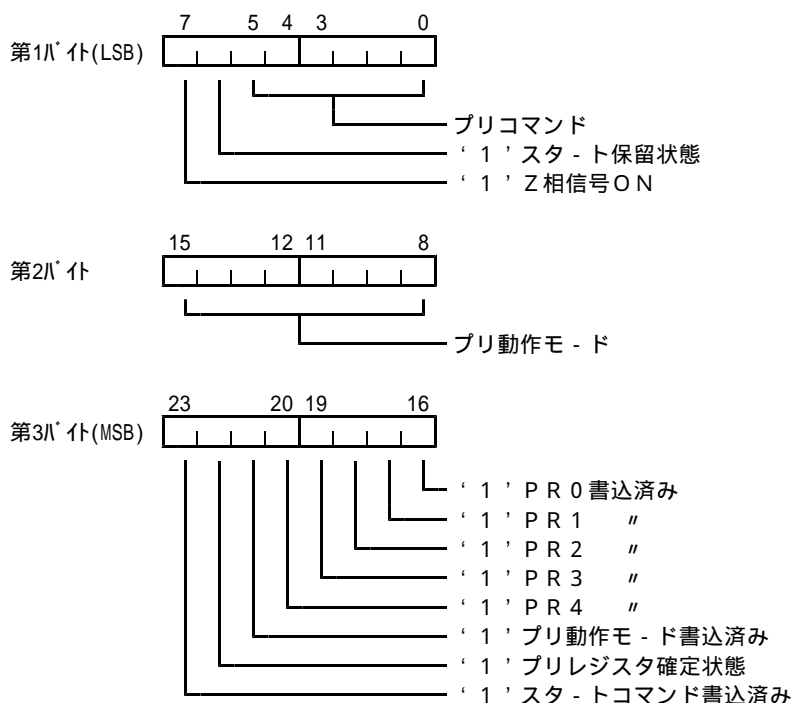 7 5 4 3 0
第1ﾊﾞｲﾄ(LSB)
プリコマンド
‘１’スタ‐ト保留状態
‘１’Ｚ相信号ＯＮ
15 12 11 8
第2ﾊﾞｲﾄ
プリ動作モ‐ド
23 20 19 16
第3ﾊﾞｲﾄ(MSB)
‘１’ＰＲ０書込済み
‘１’ＰＲ１　〃
‘１’ＰＲ２　〃
‘１’ＰＲ３　〃
‘１’ＰＲ４　〃
‘１’プリ動作モ‐ド書込済み
‘１’プリレジスタ確定状態
‘１’スタ‐トコマンド書込済み